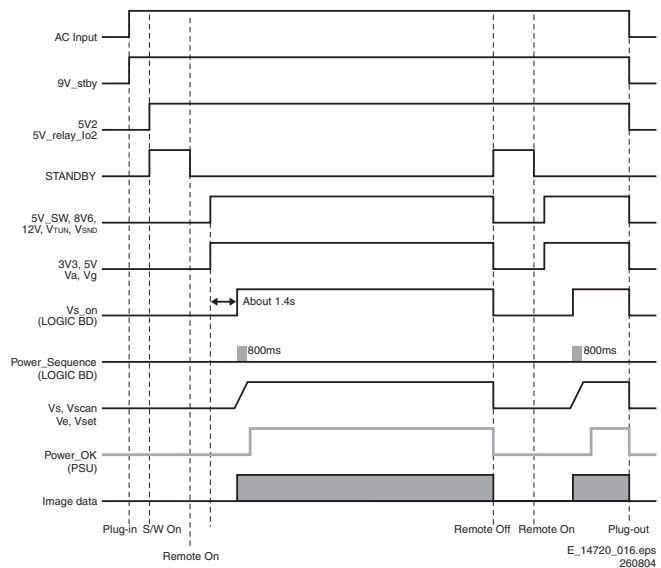 AC Input
9V_stby
5V2
5V_relay_Io2
STANDBY
5V_SW, 8V6,
12V, VTUN, VSND
3V3, 5V
Va, Vg
About 1.4s
Vs_on
(LOGIC BD)
800ms
800ms
Power_Sequence
(LOGIC BD)
Vs, Vscan
Ve, Vset
Power_OK
(PSU)
Image data
Plug-in
S/W On
Remote Off
Remote On
Plug-out
Remote On
E_14720_016.eps
260804